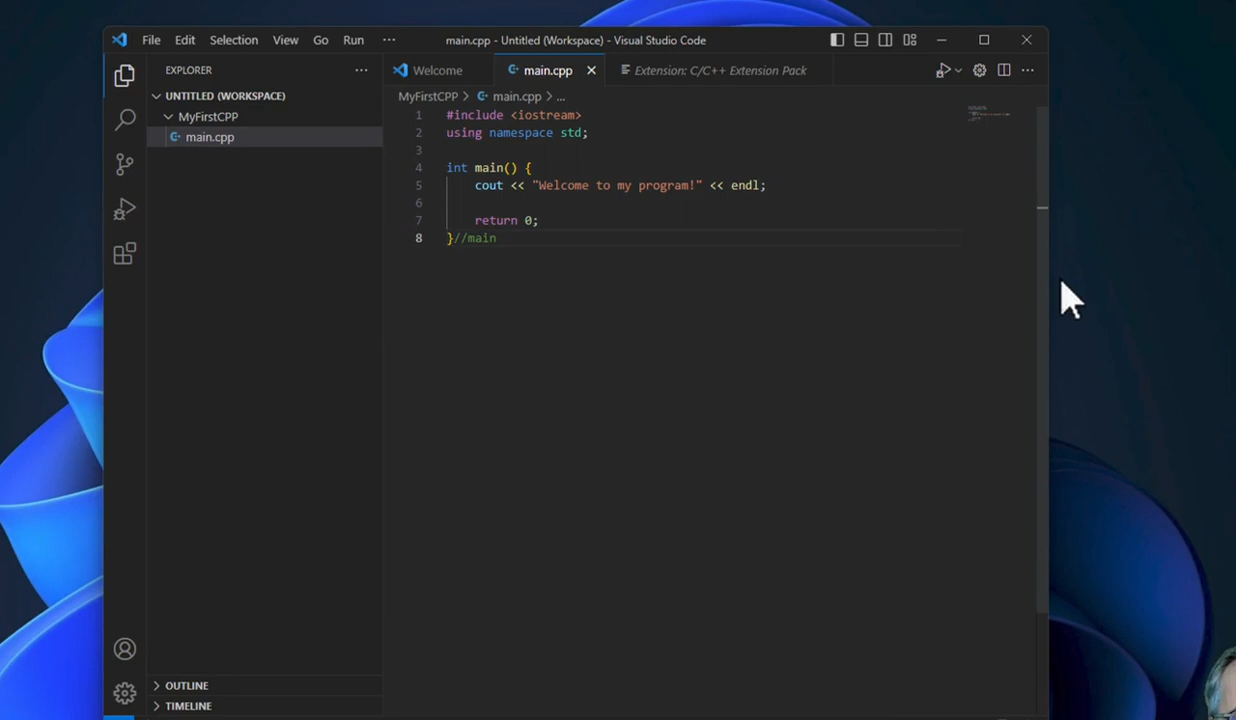 File Edit Selection View Go Run ··· main.cpp - Untitled (Workspace) - Visual Studio Code
EXPLORER ···
UNTITLED (WORKSPACE)
MyFirstCPP
main.cpp
OUTLINE
TIMELINE
Welcome main.cpp Extension: C/C++ Extension Pack
MyFirstCPP > main.cpp > ...
1 #include <iostream>
2 using namespace std;
3
4 int main() {
5 cout << "Welcome to my program!" << endl;
6
7 return 0;
8 }//main